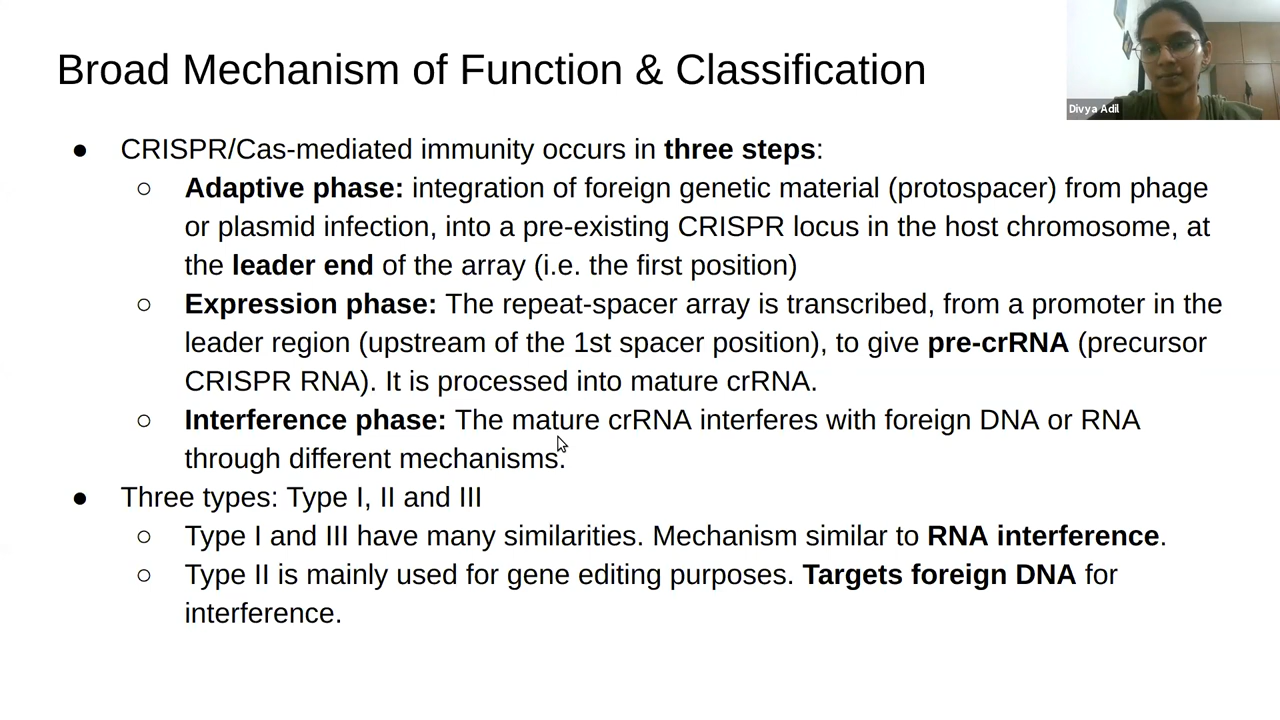 Broad Mechanism of Function & Classification
Divya Adil
● CRISPR/Cas-mediated immunity occurs in three steps:
○ Adaptive phase: integration of foreign genetic material (protospacer) from phage
or plasmid infection, into a pre-existing CRISPR locus in the host chromosome, at
the leader end of the array (i.e. the first position)
○ Expression phase: The repeat-spacer array is transcribed, from a promoter in the
leader region (upstream of the 1st spacer position), to give pre-crRNA (precursor
CRISPR RNA). It is processed into mature crRNA.
○ Interference phase: The mature crRNA interferes with foreign DNA or RNA
through different mechanisms.
● Three types: Type I, II and III
○ Type I and III have many similarities. Mechanism similar to RNA interference.
○ Type II is mainly used for gene editing purposes. Targets foreign DNA for
interference.